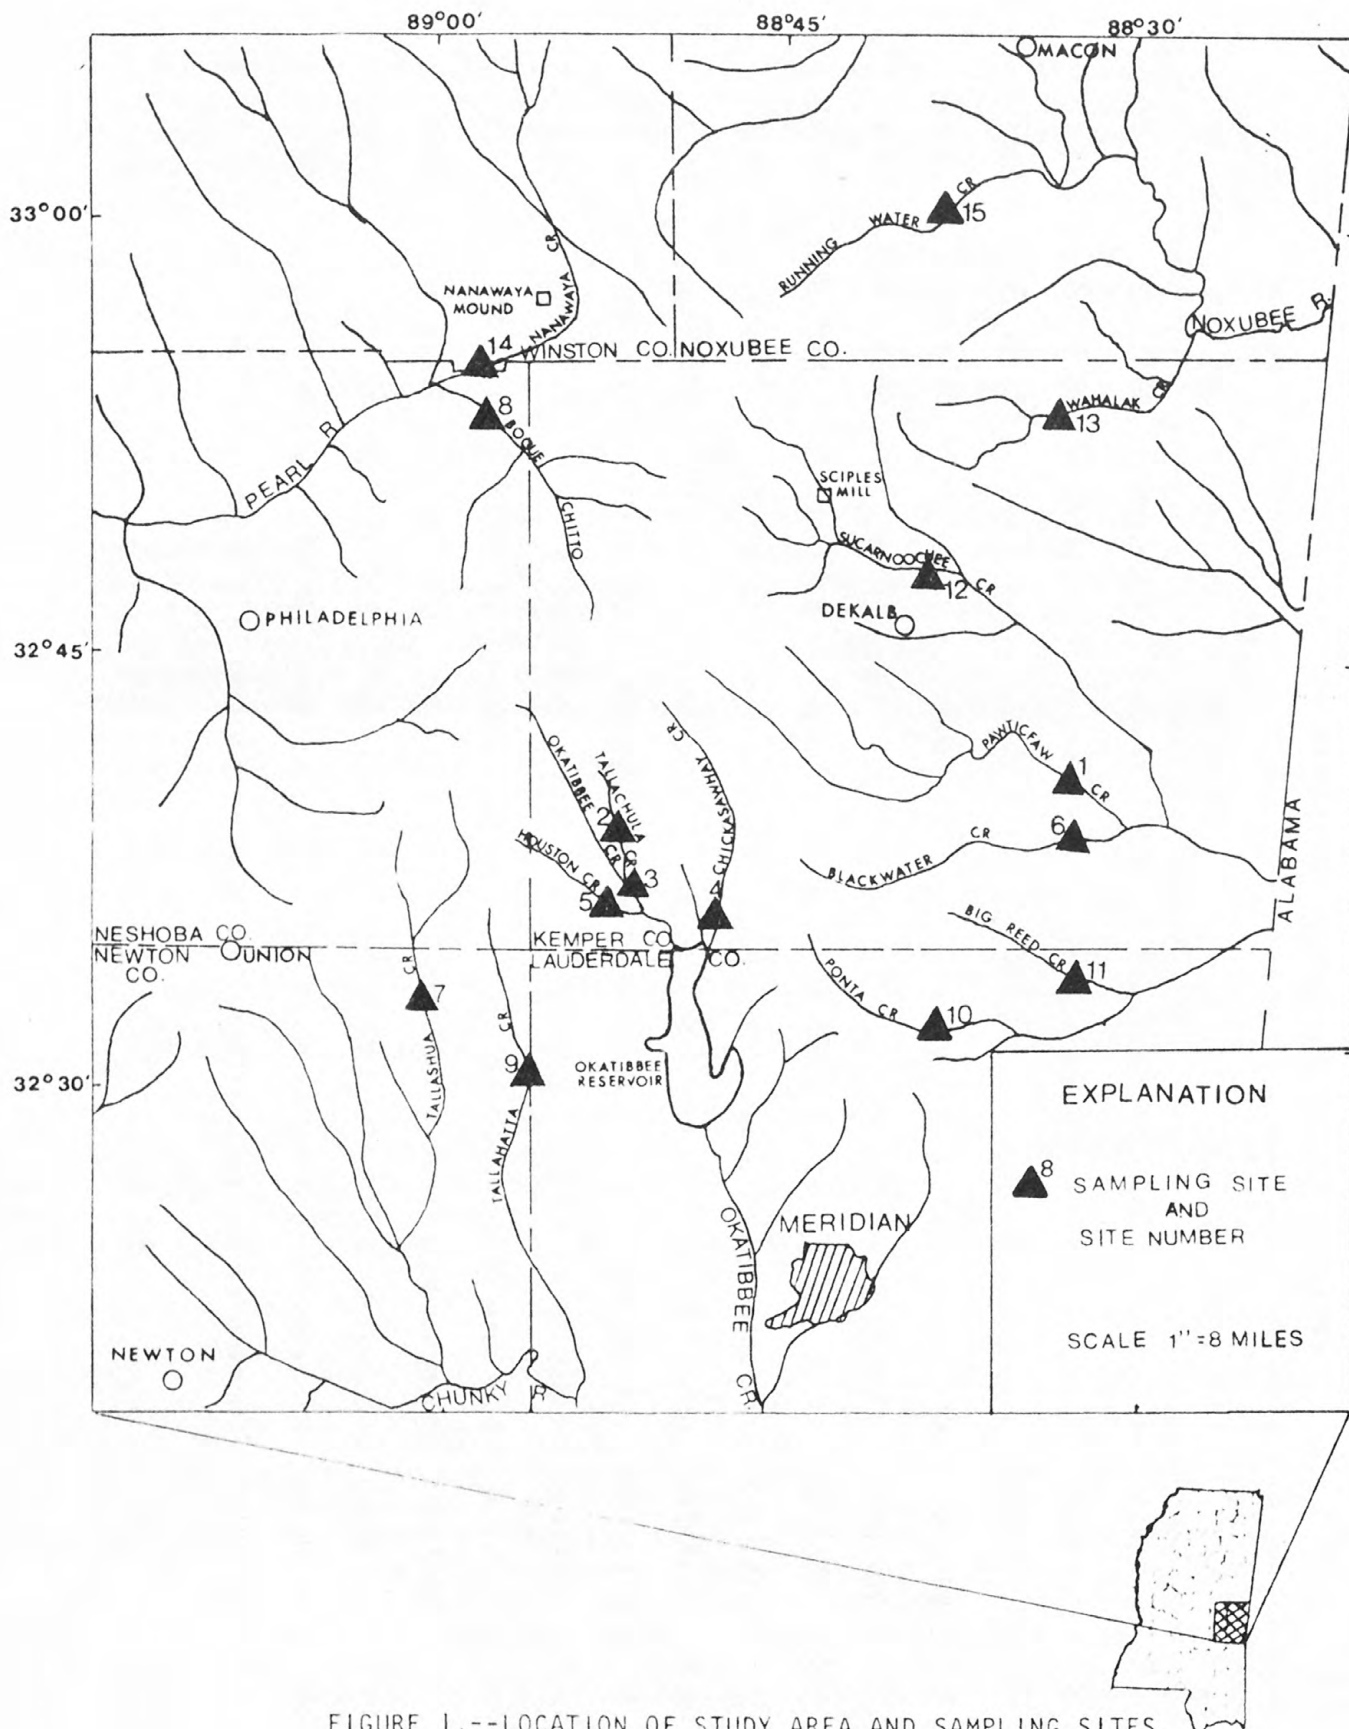 89°00'
88°45'
88°30'
MACON
33°00'
RUNNING WATER CR
15
NANAWAYA
MOUND
NANAWAYA CR
NOXUBEE R.
14
WINSTON CO. NOXUBEE CO.
8
BOGUE CHITTO
WAHALAK CR
13
PEARL R
SCIPLES
MILL
SUCARNOOCHEE CR
12
DEKALB
PHILADELPHIA
32°45'
OKATIBBEE CR
TALLACHULA CR
CHICKASAWHAY CR
PAWTICFAW CR
1
2
6
HOUSTON CR
3
BLACKWATER CR
ALABAMA
5
4
BIG REED CR
NESHOBA CO.
NEWTON
CO.
UNION
KEMPER CO
LAUDERDALE CO.
PONTA CR
11
7
TALLASHUA CR
10
9
TALLAHATTA CR
32°30'
OKATIBBEE
RESERVOIR
EXPLANATION
8
SAMPLING SITE
AND
SITE NUMBER
MERIDIAN
OKATIBBEE CR.
SCALE 1"=8 MILES
NEWTON
CHUNKY R
FIGURE 1.--LOCATION OF STUDY AREA AND SAMPLING SITES